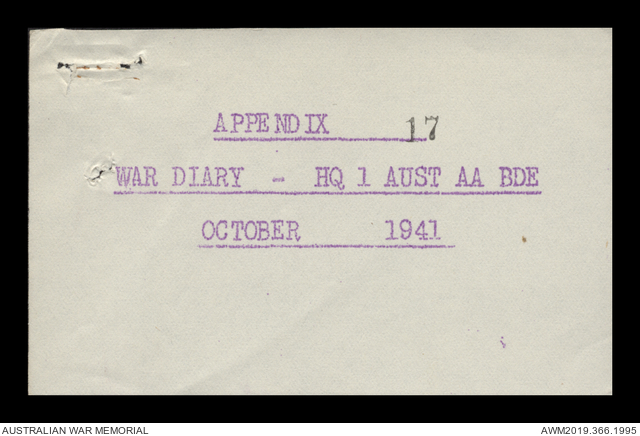 APPENDIX 17
WAR DIARY - HQ 1 AUST AA BDE
OCTOBER 1941
AUSTRALIAN WAR MEMORIAL AWM2019.366.1995